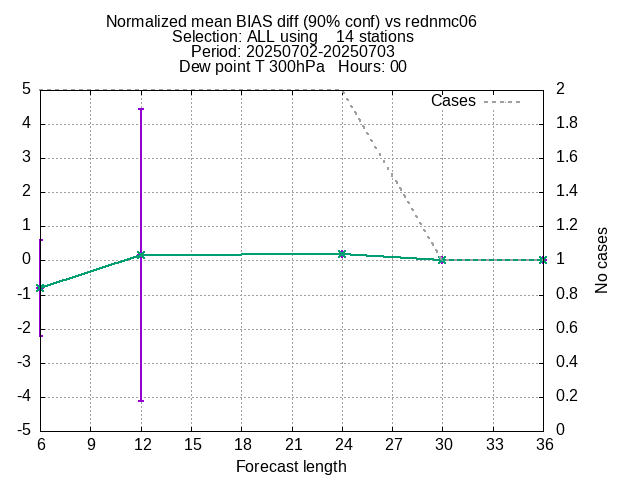 Normalized mean BIAS diff (90% conf) vs rednmc06
Selection: ALL using    14 stations
Period: 20250702-20250703
Dew point T 300hPa   Hours: 00
Cases
5
4
3
2
1
0
-1
-2
-3
-4
-5
2
1.8
1.6
1.4
1.2
1
0.8
0.6
0.4
0.2
0
No cases
6 9 12 15 18 21 24 27 30 33 36
Forecast length